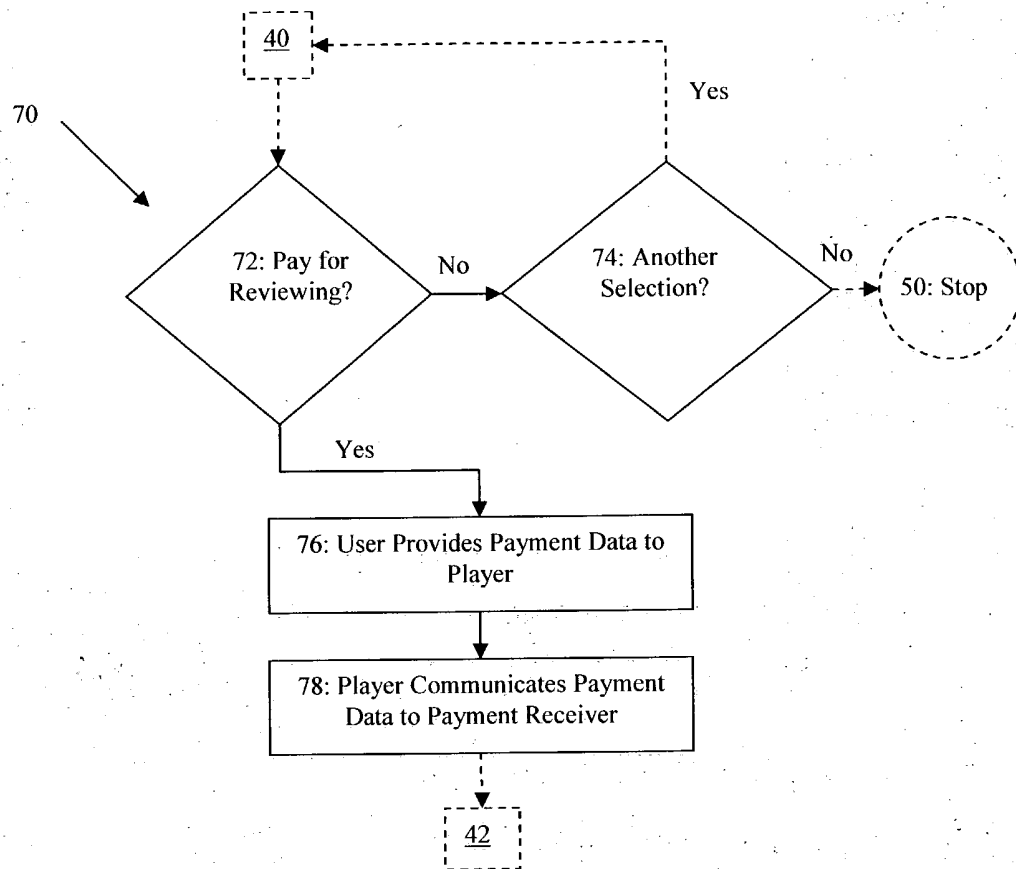 40
Yes
70
72: Pay for
Reviewing?
No
74: Another
Selection?
No
50: Stop
Yes
76: User Provides Payment Data to
Player
78: Player Communicates Payment
Data to Payment Receiver
42